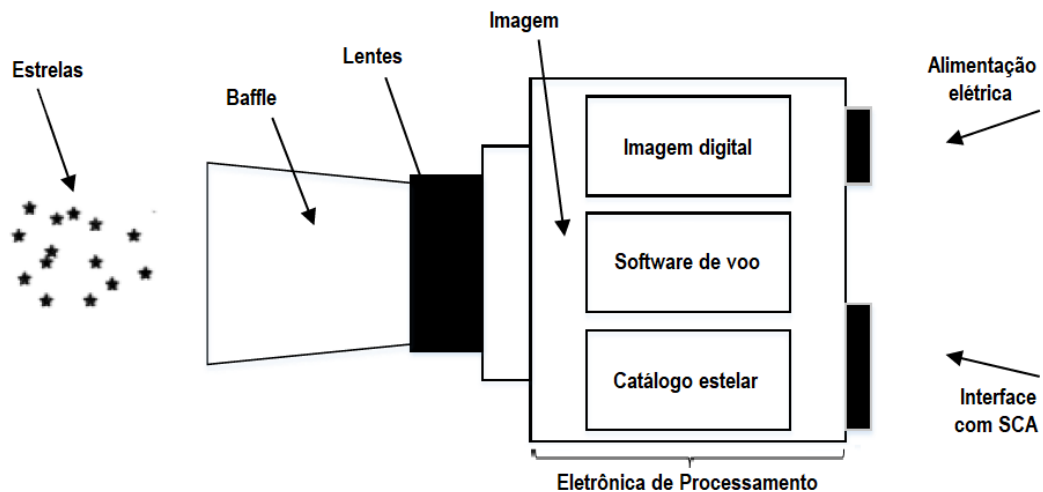 Imagem
Estrelas
Lentes
Alimentação
elétrica
Baffle
Imagem digital
Software de voo
Catálogo estelar
Interface
com SCA
Eletrônica de Processamento